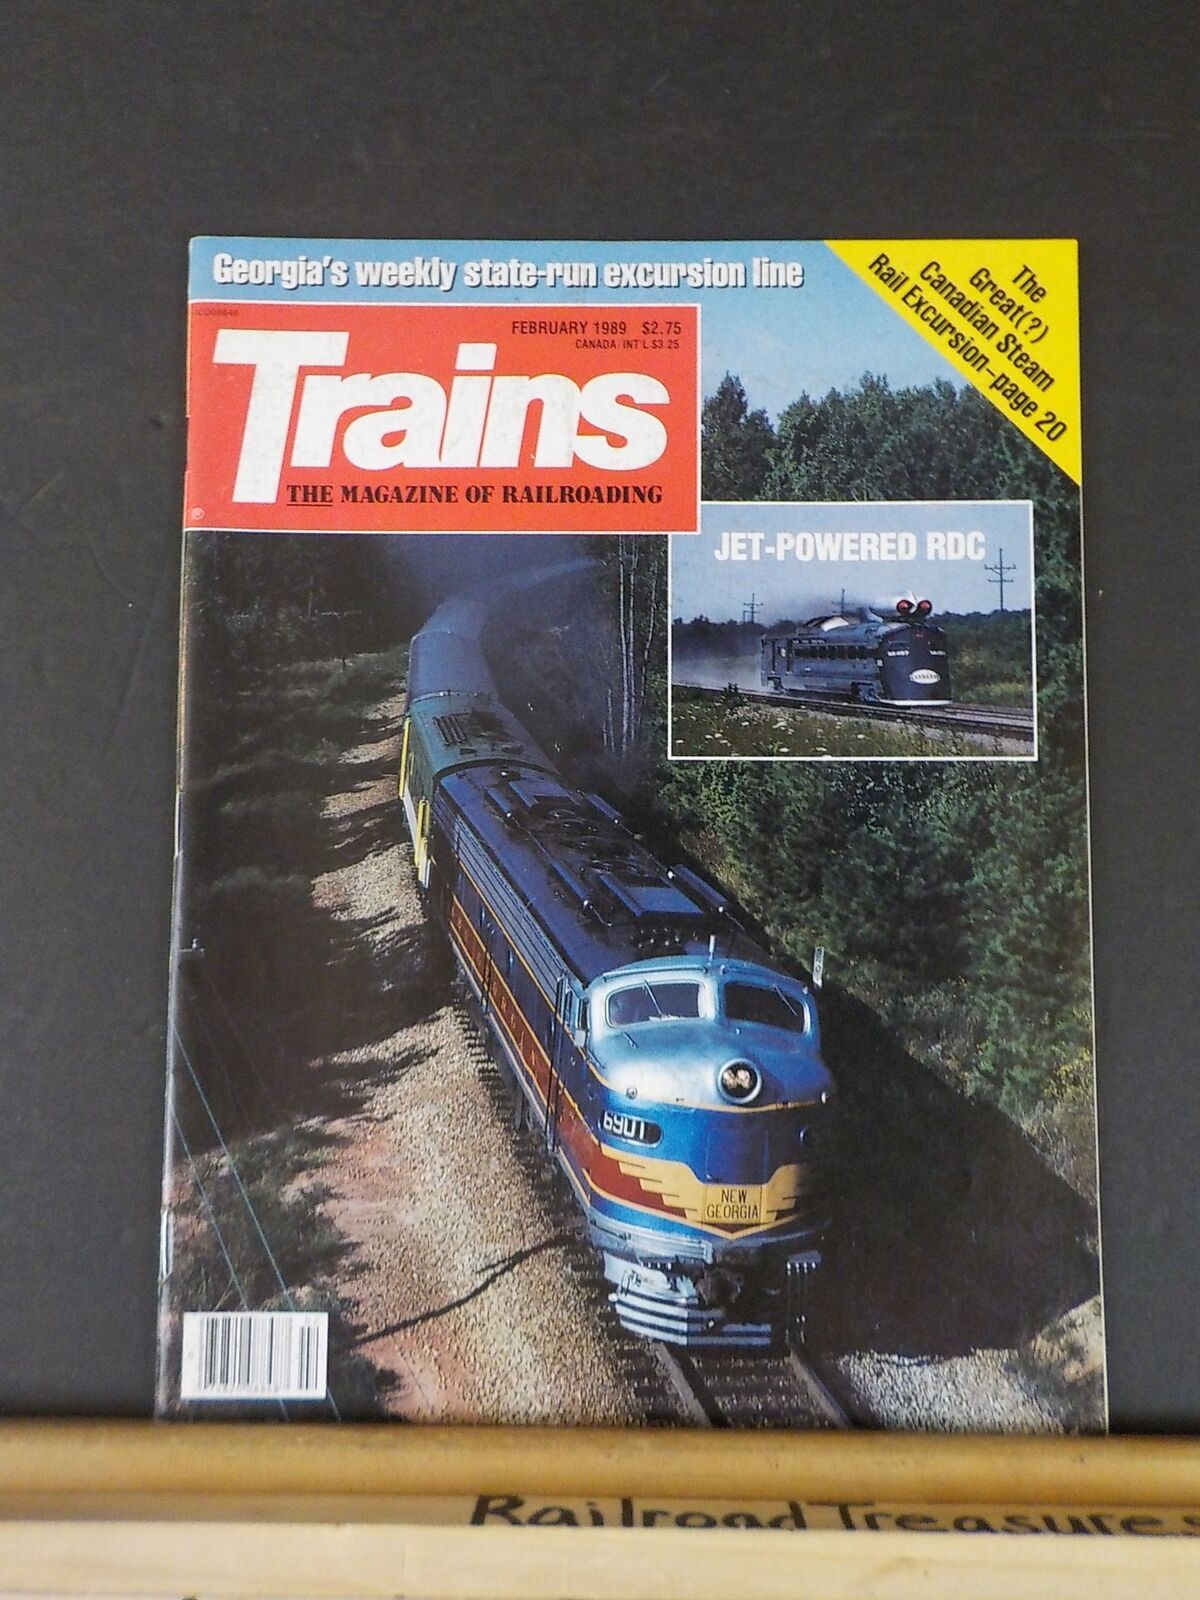 Georgia's weekly state-run excursion line
The
Great(?)
Canadian Steam
Rail Excursion–page 20
FEBRUARY 1989 $2.75
CANADA/INT'L $3.25
Trains
THE MAGAZINE OF RAILROADING
®
JET-POWERED RDC
6901
NEW
GEORGIA
Railroad Treasures